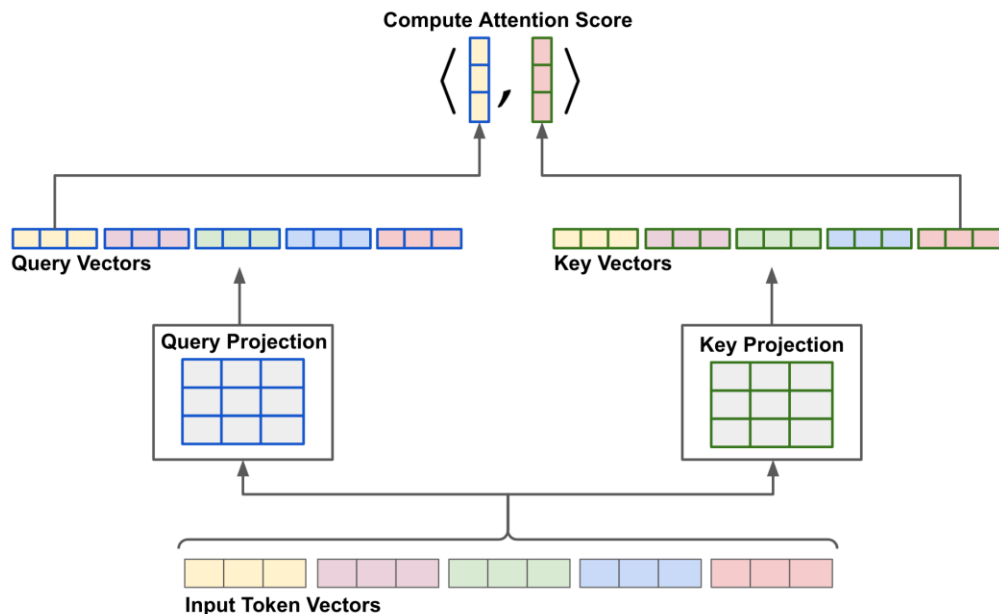 Compute Attention Score
⟨ , ⟩
Query Vectors
Key Vectors
Query Projection
Key Projection
Input Token Vectors